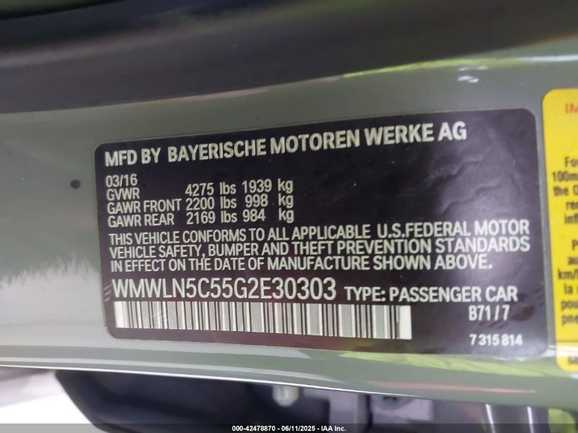 MFD BY BAYERISCHE MOTOREN WERKE AG
03/16
GVWR 4275 lbs 1939 kg
GAWR FRONT 2200 lbs 998 kg
GAWR REAR 2169 lbs 984 kg
THIS VEHICLE CONFORMS TO ALL APPLICABLE U.S.FEDERAL MOTOR
VEHICLE SAFETY, BUMPER AND THEFT PREVENTION STANDARDS
IN EFFECT ON THE DATE OF MANUFACTURE SHOWN ABOVE.
WMWLN5C55G2E30303 TYPE: PASSENGER CAR
B71/7
7 315 814
100m
000-42478870 - 06/11/2025 - IAA Inc.